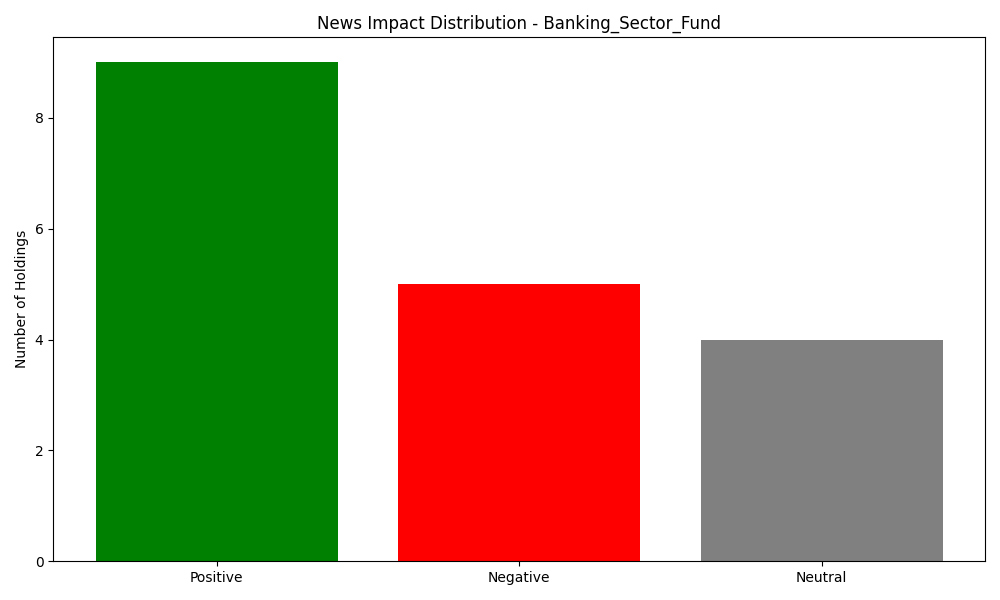 News Impact Distribution - Banking_Sector_Fund
Number of Holdings
8
6
4
2
0
Positive Negative Neutral